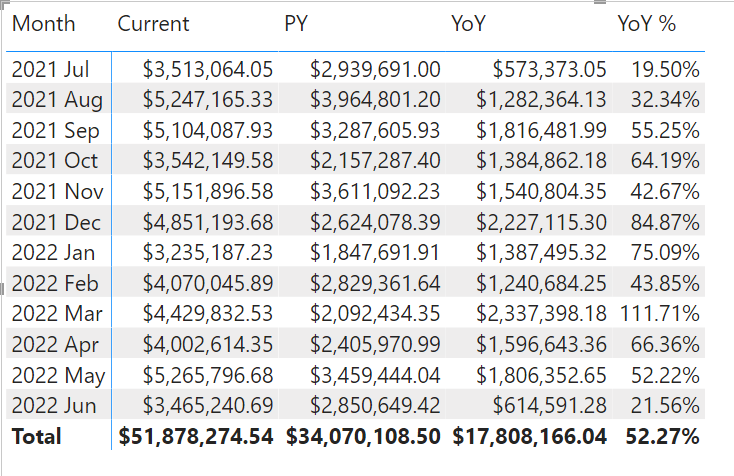 Month Current PY YoY YoY %
2021 Jul $3,513,064.05 $2,939,691.00 $573,373.05 19.50%
2021 Aug $5,247,165.33 $3,964,801.20 $1,282,364.13 32.34%
2021 Sep $5,104,087.93 $3,287,605.93 $1,816,481.99 55.25%
2021 Oct $3,542,149.58 $2,157,287.40 $1,384,862.18 64.19%
2021 Nov $5,151,896.58 $3,611,092.23 $1,540,804.35 42.67%
2021 Dec $4,851,193.68 $2,624,078.39 $2,227,115.30 84.87%
2022 Jan $3,235,187.23 $1,847,691.91 $1,387,495.32 75.09%
2022 Feb $4,070,045.89 $2,829,361.64 $1,240,684.25 43.85%
2022 Mar $4,429,832.53 $2,092,434.35 $2,337,398.18 111.71%
2022 Apr $4,002,614.35 $2,405,970.99 $1,596,643.36 66.36%
2022 May $5,265,796.68 $3,459,444.04 $1,806,352.65 52.22%
2022 Jun $3,465,240.69 $2,850,649.42 $614,591.28 21.56%
Total $51,878,274.54 $34,070,108.50 $17,808,166.04 52.27%